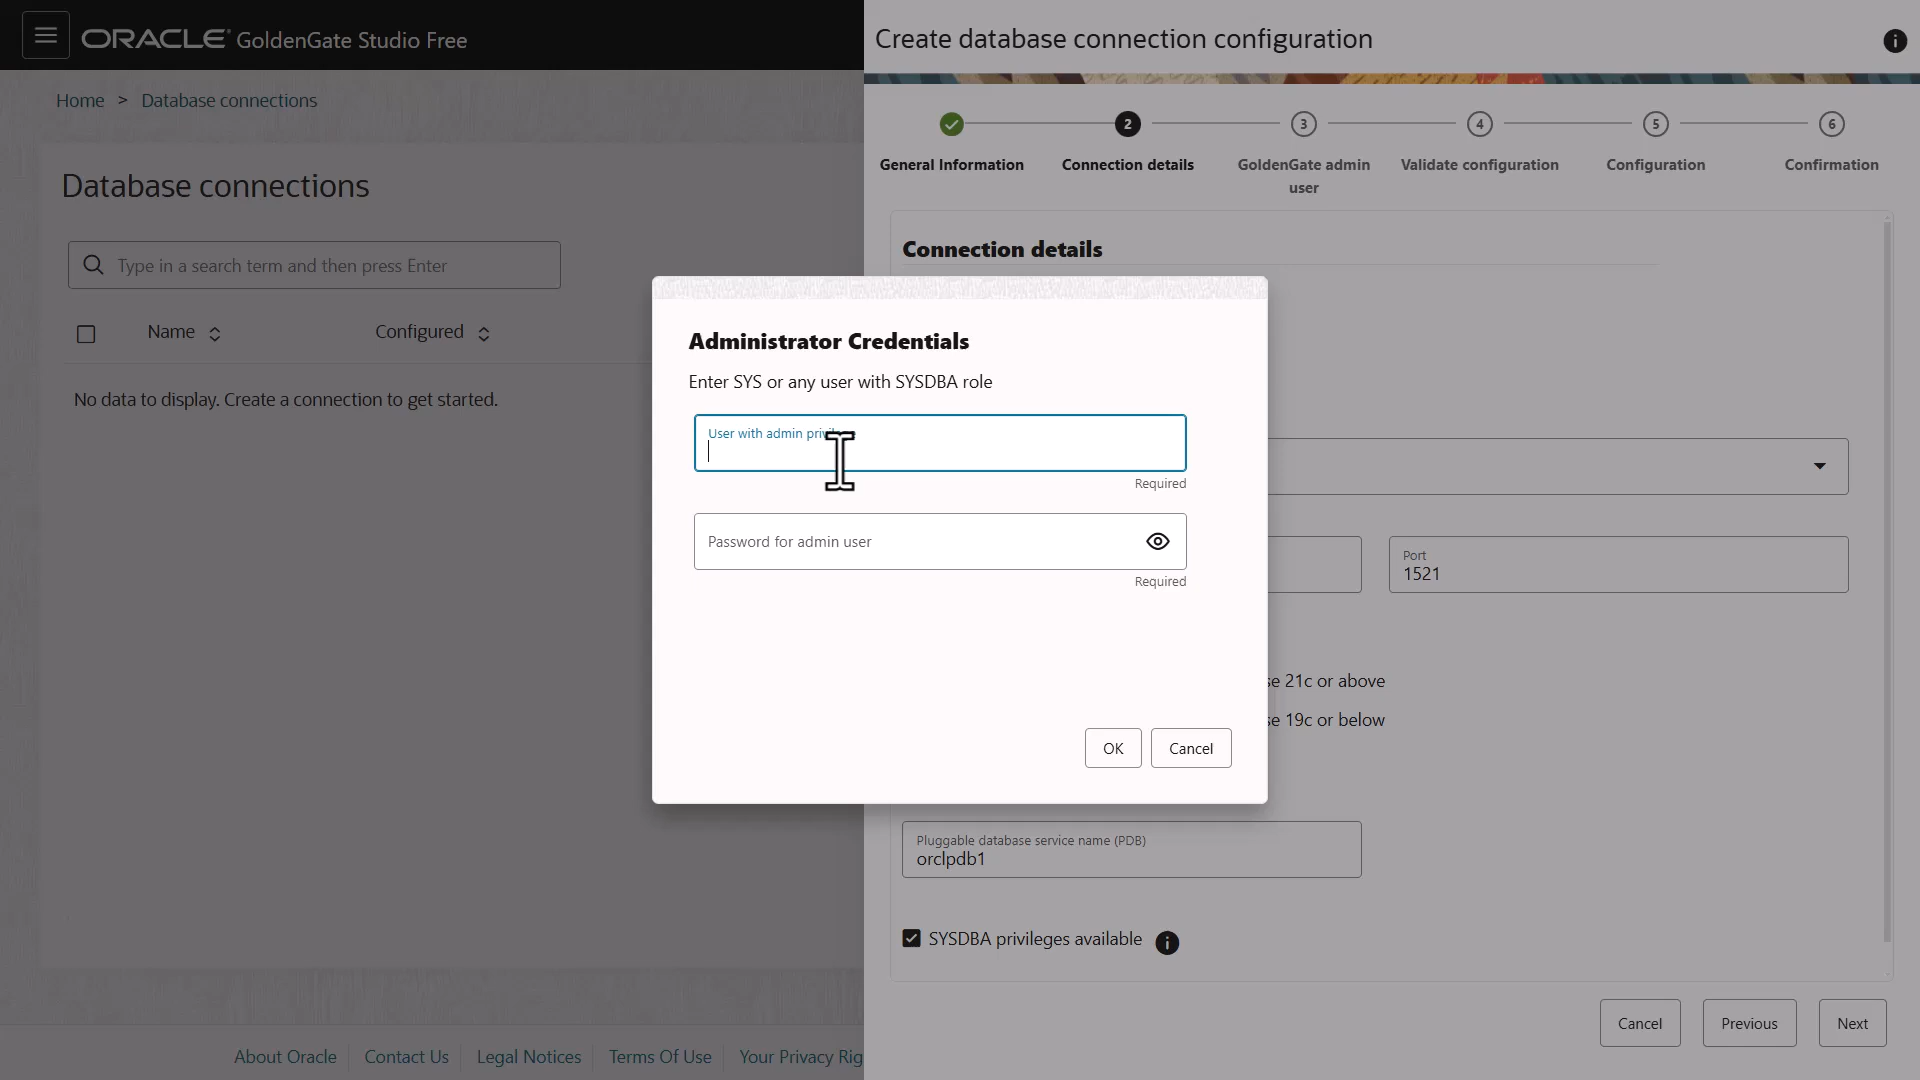 ORACLE GoldenGate Studio Free
Create database connection configuration
Home > Database connections
2
3
4
5
6
General Information
Connection details
GoldenGate admin
user
Validate configuration
Configuration
Confirmation
Database connections
Type in a search term and then press Enter
Name
Configured
No data to display. Create a connection to get started.
Connection details
Administrator Credentials
Enter SYS or any user with SYSDBA role
User with admin
Required
Password for admin user
Required
OK
Cancel
Port
1521
21c or above
19c or below
Pluggable database service name (PDB)
orclpdb1
SYSDBA privileges available
Cancel
Previous
Next
About Oracle
Contact Us
Legal Notices
Terms Of Use
Your Privacy